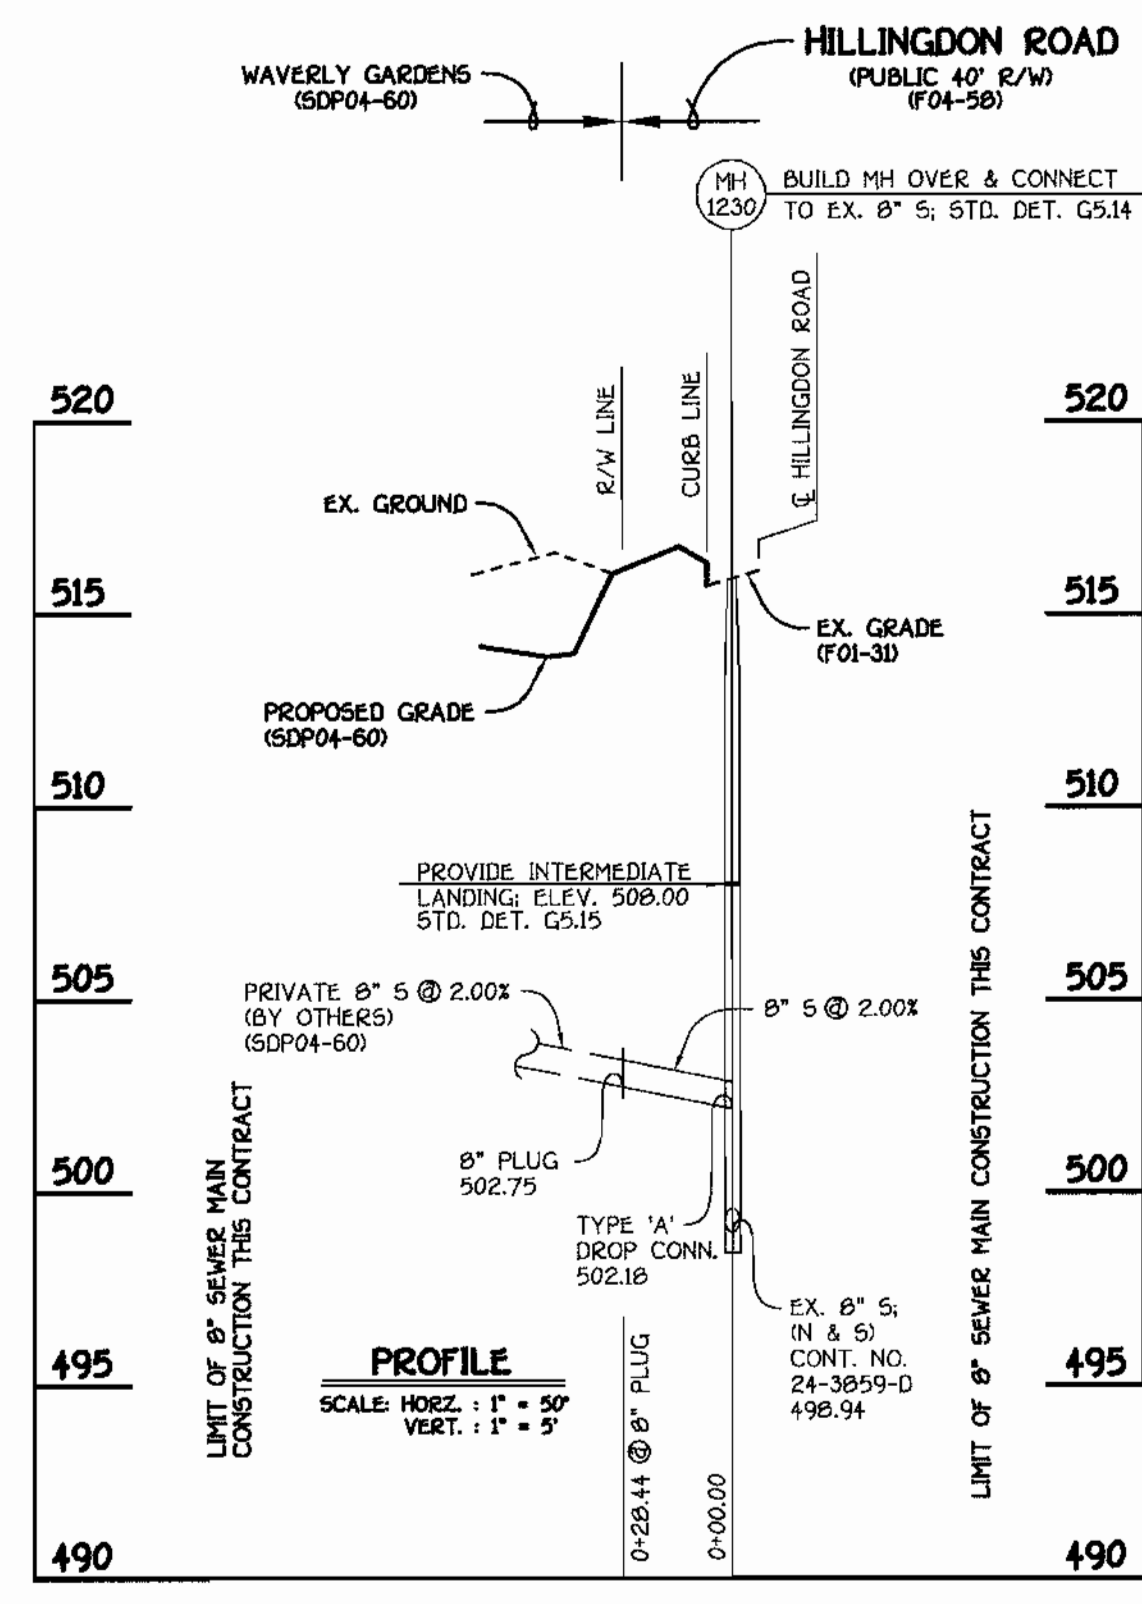 HILLINGDON ROAD
(PUBLIC 40' R/W)
(F04-58)
WAVERLY GARDENS
(SDP04-60)
MH
1230
BUILD MH OVER & CONNECT
TO EX. 8" S; STD. DET. G5.14
R/W LINE
CURB LINE
℄ HILLINGDON ROAD
520
520
EX. GROUND
515
515
EX. GRADE
(F01-31)
PROPOSED GRADE
(SDP04-60)
510
510
PROVIDE INTERMEDIATE
LANDING; ELEV. 508.00
STD. DET. G5.15
505
505
PRIVATE 8" S @ 2.00%
(BY OTHERS)
(SDP04-60)
8" S @ 2.00%
8" PLUG
502.75
500
500
TYPE 'A'
DROP CONN.
502.18
EX. 8" S;
(N & S)
CONT. NO.
24-3859-D
498.94
LIMIT OF 8" SEWER MAIN
CONSTRUCTION THIS CONTRACT
LIMIT OF 8" SEWER MAIN CONSTRUCTION THIS CONTRACT
495
495
PROFILE
SCALE: HORZ. : 1" = 50'
VERT. : 1" = 5'
0+28.44 @ 8" PLUG
0+00.00
490
490